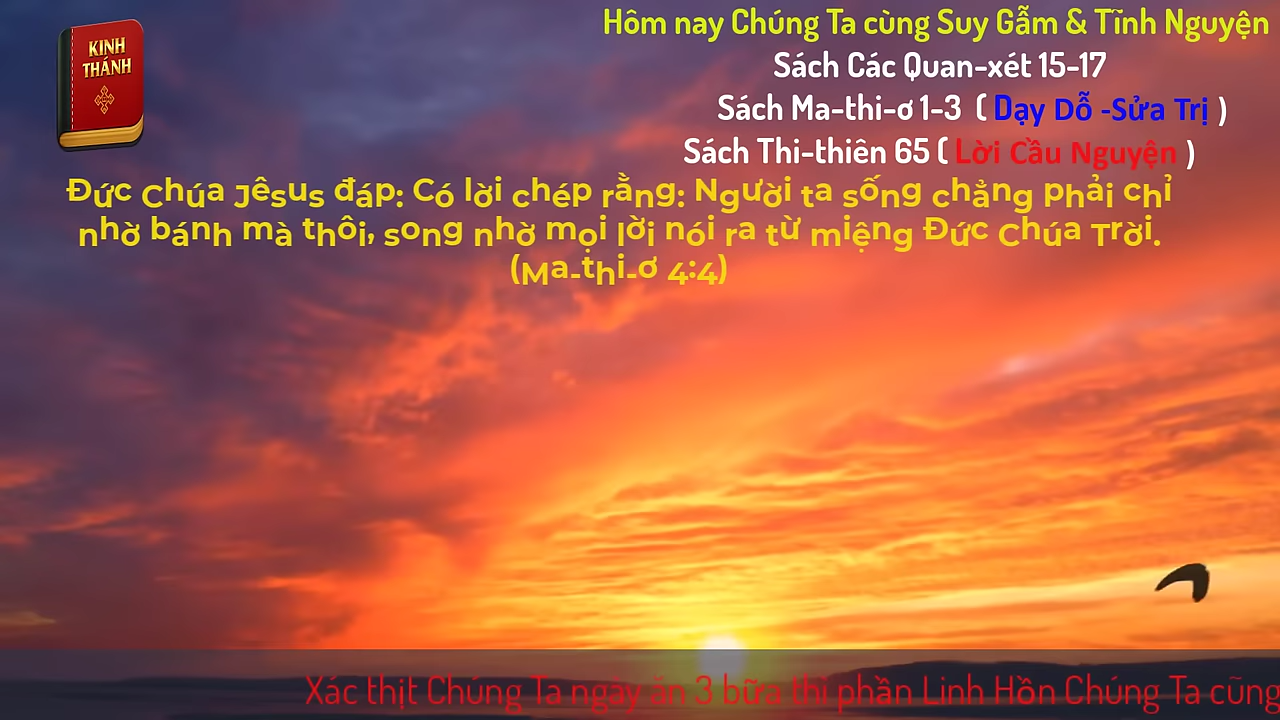 KINH
THÁNH
Hôm nay Chúng Ta cùng Suy Gẫm & Tĩnh Nguyện
Sách Các Quan-xét 15-17
Sách Ma-thi-ơ 1-3 ( Dạy Dỗ -Sửa Trị )
Sách Thi-thiên 65 ( Lời Cầu Nguyện )
Đức Chúa Jêsus đáp: Có lời chép rằng: Người ta sống chẳng phải chỉ
nhờ bánh mà thôi, song nhờ mọi lời nói ra từ miệng Đức Chúa Trời.
(Ma-thi-ơ 4:4)
Xác thịt Chúng Ta ngày ăn 3 bữa thì phần Linh Hồn Chúng Ta cũng